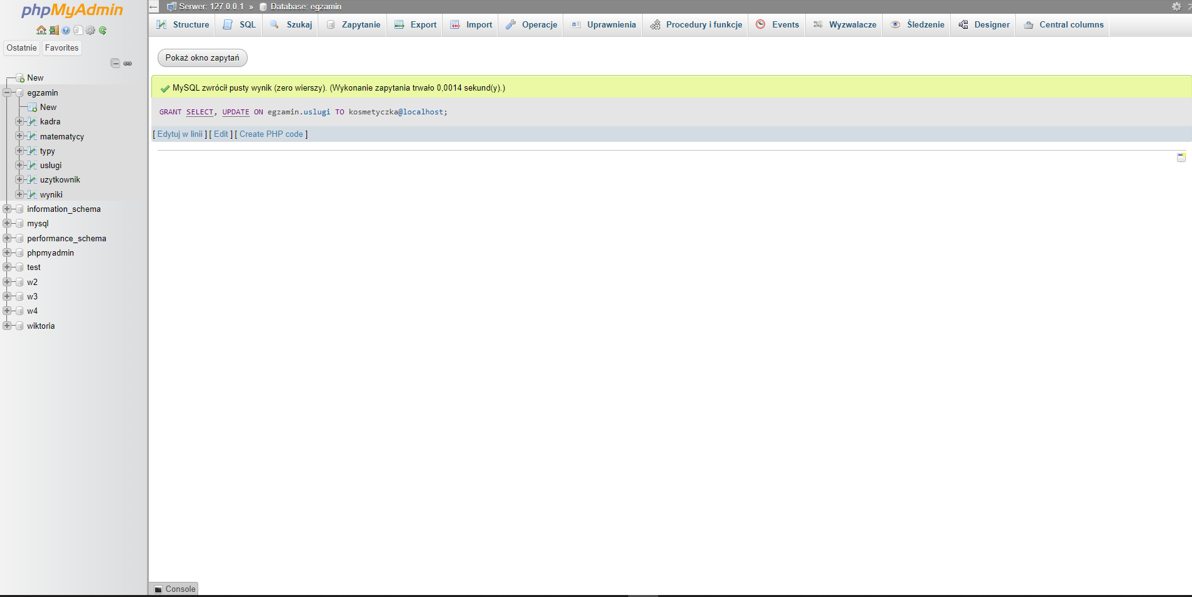 phpMyAdmin
Ostatnie Favorites
New
egzamin
New
kadra
matematycy
typy
uslugi
uzytkownik
wyniki
information_schema
mysql
performance_schema
phpmyadmin
test
w2
w3
w4
wiktoria
Serwer: 127.0.0.1 » Database: egzamin
Structure SQL Szukaj Zapytanie Export Import Operacje Uprawnienia Procedury i funkcje Events Wyzwalacze Śledzenie Designer Central columns
Pokaż okno zapytań
MySQL zwrócił pusty wynik (zero wierszy). (Wykonanie zapytania trwało 0,0014 sekund(y).)
GRANT SELECT, UPDATE ON egzamin.uslugi TO kosmetyczka@localhost;
[ Edytuj w linii ] [ Edit ] [ Create PHP code ]
Console